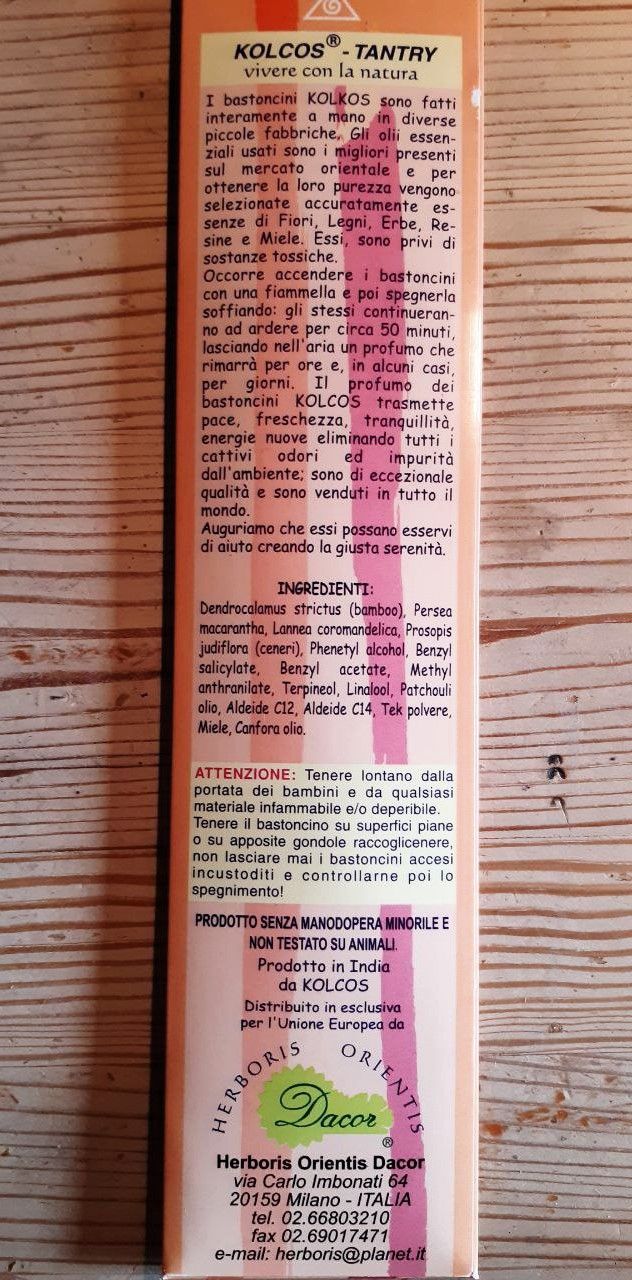 KOLCOS® - TANTRY
vivere con la natura
I bastoncini KOLKOS sono fatti
interamente a mano in diverse
piccole fabbriche. Gli olii essen-
ziali usati sono i migliori presenti
sul mercato orientale e per
ottenere la loro purezza vengono
selezionate accuratamente es-
senze di Fiori, Legni, Erbe, Re-
sine e Miele. Essi, sono privi di
sostanze tossiche.
Occorre accendere i bastoncini
con una fiammella e poi spegnerla
soffiando: gli stessi continueran-
no ad ardere per circa 50 minuti,
lasciando nell'aria un profumo che
rimarrà per ore e, in alcuni casi,
per giorni. Il profumo dei
bastoncini KOLCOS trasmette
pace, freschezza, tranquillità,
energie nuove eliminando tutti i
cattivi odori ed impurità
dall'ambiente; sono di eccezionale
qualità e sono venduti in tutto il
mondo.
Auguriamo che essi possano esservi
di aiuto creando la giusta serenità.
INGREDIENTI:
Dendrocalamus strictus (bamboo), Persea
macarantha, Lannea coromandelica, Prosopis
judiflora (ceneri), Phenetyl alcohol, Benzyl
salicylate, Benzyl acetate, Methyl
anthranilate, Terpineol, Linalool, Patchouli
olio, Aldeide C12, Aldeide C14, Tek polvere,
Miele, Canfora olio.
ATTENZIONE: Tenere lontano dalla
portata dei bambini e da qualsiasi
materiale infammabile e/o deperibile.
Tenere il bastoncino su superfici piane
o su apposite gondole raccoglicenere,
non lasciare mai i bastoncini accesi
incustoditi e controllarne poi lo
spegnimento!
PRODOTTO SENZA MANODOPERA MINORILE E
NON TESTATO SU ANIMALI.
Prodotto in India
da KOLCOS
Distribuito in esclusiva
per l'Unione Europea da
HERBORIS ORIENTIS
Dacor®
Herboris Orientis Dacor
via Carlo Imbonati 64
20159 Milano - ITALIA
tel. 02.66803210
fax 02.69017471
e-mail: herboris@planet.it